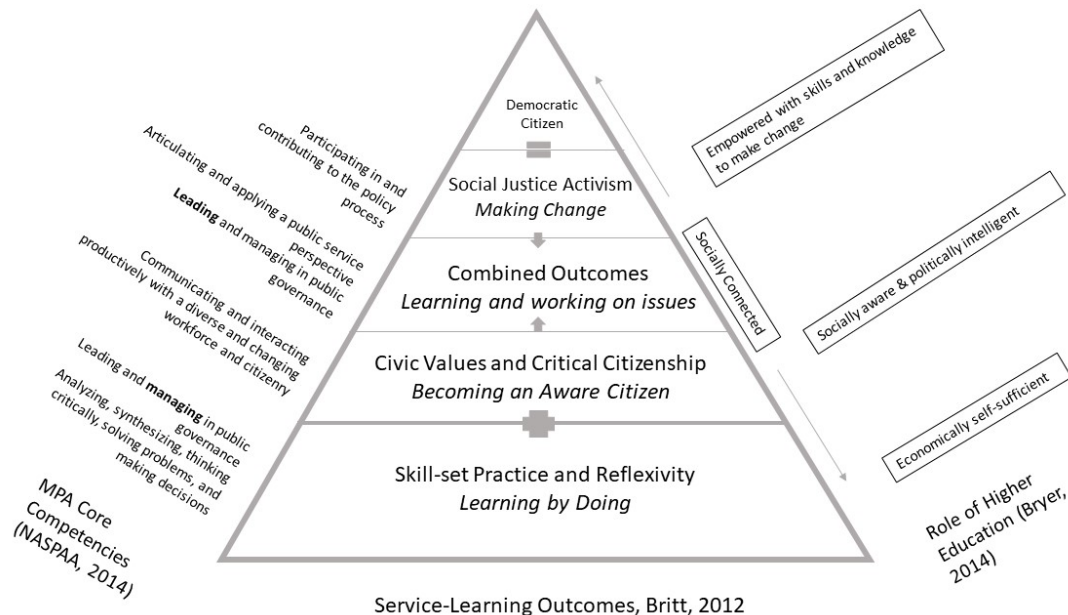 Democratic
Citizen
Social Justice Activism
Making Change
Combined Outcomes
Learning and working on issues
Civic Values and Critical Citizenship
Becoming an Aware Citizen
Skill-set Practice and Reflexivity
Learning by Doing
Participating in and
contributing to the policy
process
Articulating and applying a public service
perspective
Leading and managing in public
governance
Communicating and interacting
productively with a diverse and changing
workforce and citizenry
Leading and managing in public
governance
Analyzing, synthesizing, thinking
critically, solving problems, and
making decisions
MPA Core
Competencies
(NASPAA, 2014)
Empowered with skills and knowledge
to make change
Socially Connected
Socially aware & politically intelligent
Economically self-sufficient
Role of Higher
Education (Bryer,
2014)
Service-Learning Outcomes, Britt, 2012